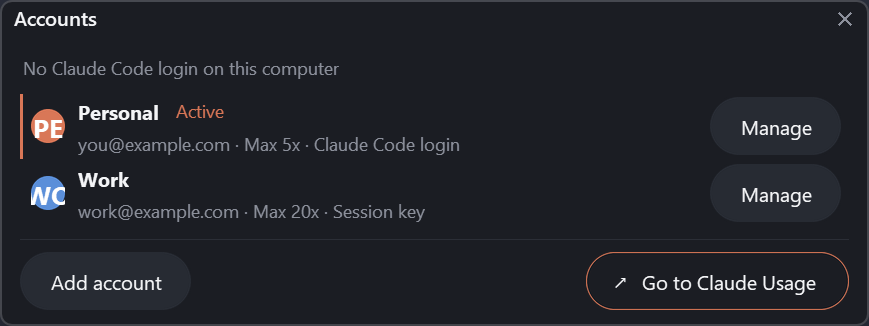 Accounts
No Claude Code login on this computer
PE
Personal Active
you@example.com · Max 5x · Claude Code login
Manage
WO
Work
work@example.com · Max 20x · Session key
Manage
Add account
↗ Go to Claude Usage